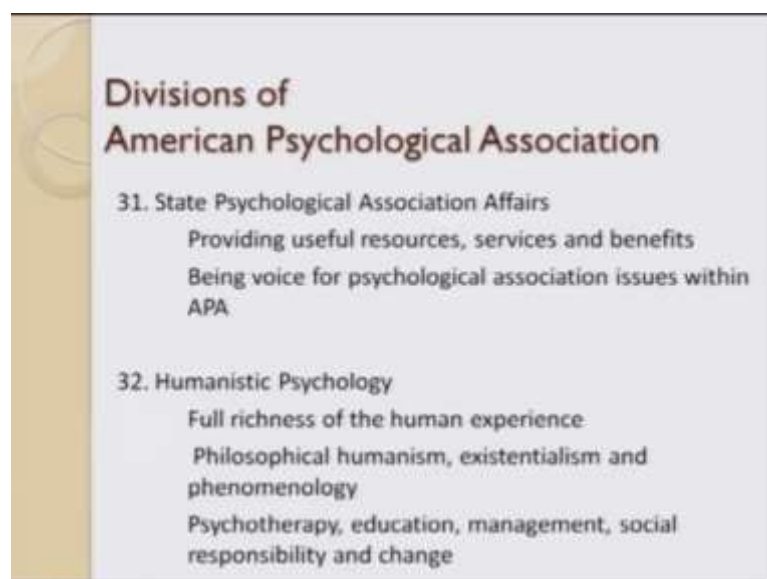 Divisions of
American Psychological Association
31. State Psychological Association Affairs
Providing useful resources, services and benefits
Being voice for psychological association issues within
APA
32. Humanistic Psychology
Full richness of the human experience
Philosophical humanism, existentialism and
phenomenology
Psychotherapy, education, management, social
responsibility and change